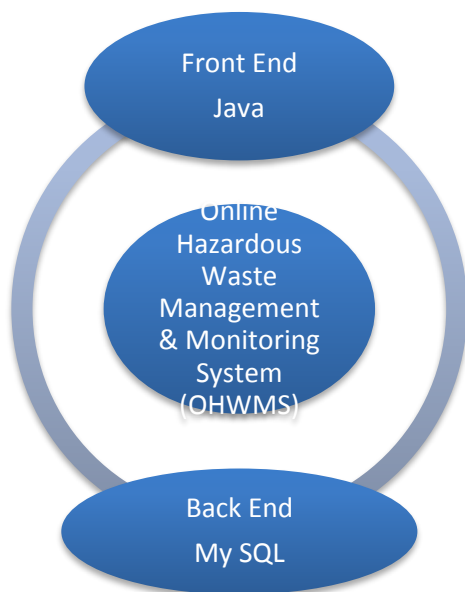 Front End
Java
Online
Hazardous
Waste
Management
& Monitoring
System
(OHWMS)
Back End
My SQL